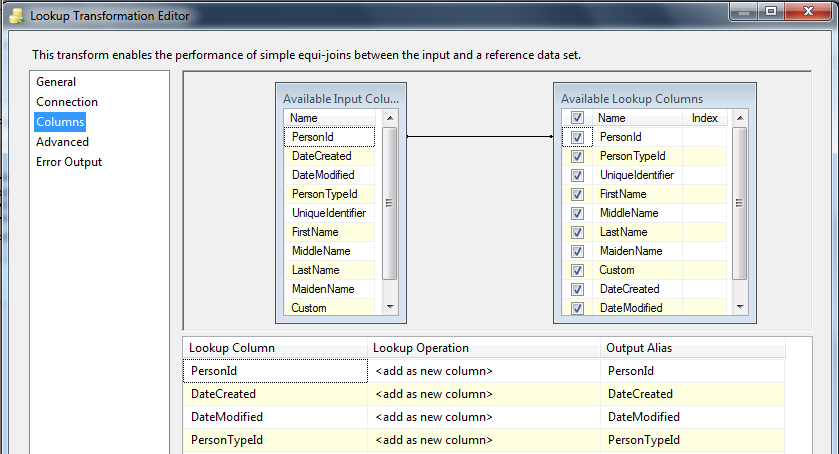 Lookup Transformation Editor
This transform enables the performance of simple equi-joins between the input and a reference data set.
General
Connection
Columns
Advanced
Error Output
Available Input Colu...
Name
PersonId
DateCreated
DateModified
PersonTypeId
UniqueIdentifier
FirstName
MiddleName
LastName
MaidenName
Custom
Available Lookup Columns
Name Index
PersonId
PersonTypeId
UniqueIdentifier
FirstName
MiddleName
LastName
MaidenName
Custom
DateCreated
DateModified
Lookup Column Lookup Operation Output Alias
PersonId <add as new column> PersonId
DateCreated <add as new column> DateCreated
DateModified <add as new column> DateModified
PersonTypeId <add as new column> PersonTypeId